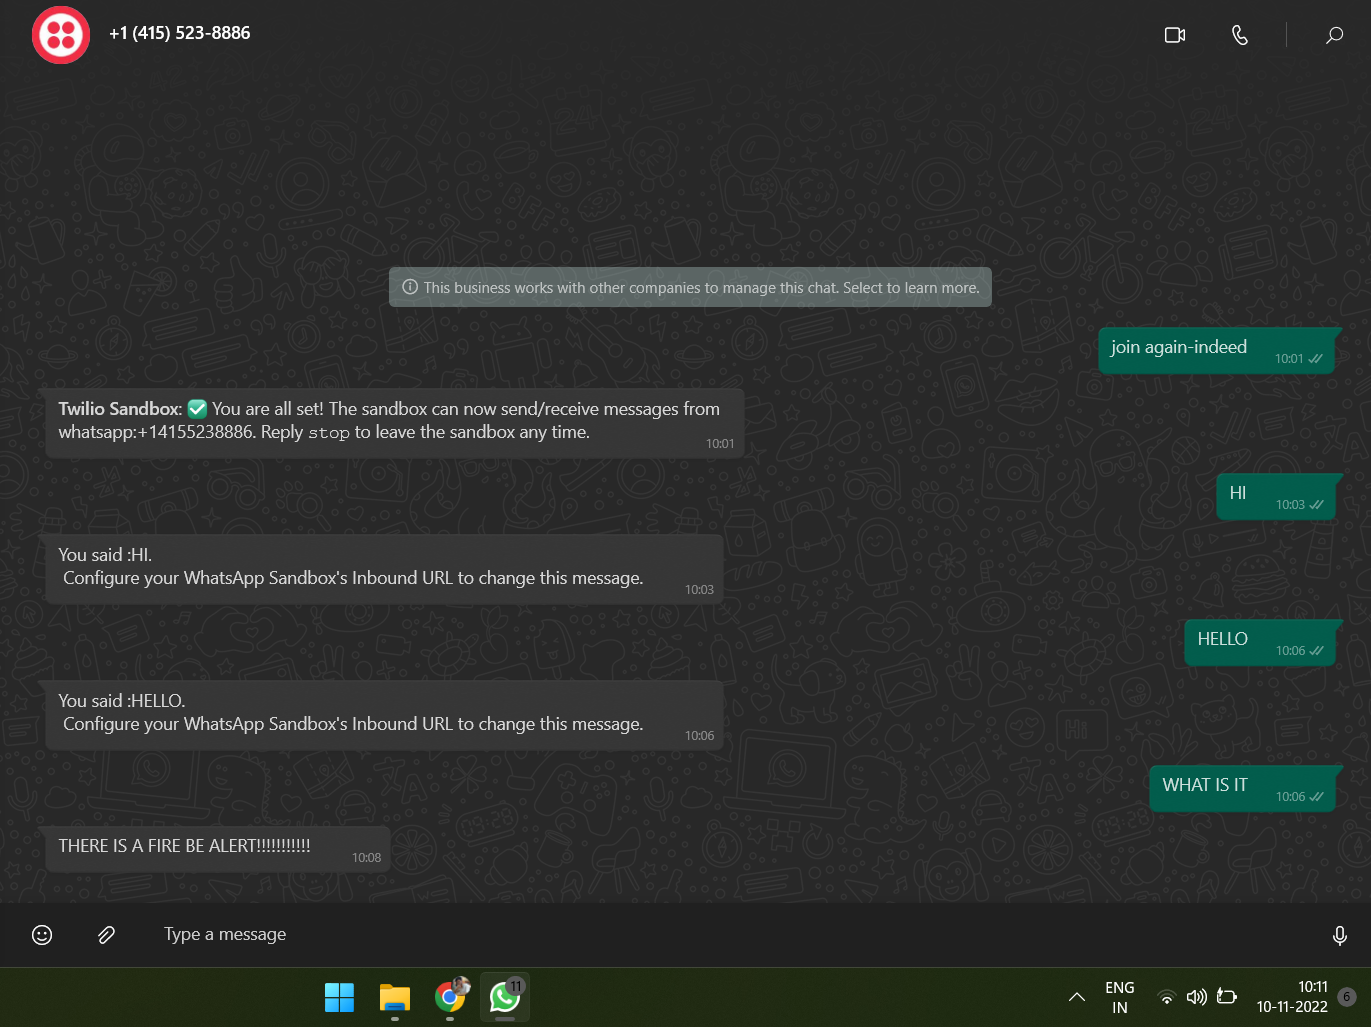 +1 (415) 523-8886
This business works with other companies to manage this chat. Select to learn more.
join again-indeed
10:01
Twilio Sandbox: ✅ You are all set! The sandbox can now send/receive messages from
whatsapp:+14155238886. Reply stop to leave the sandbox any time.
10:01
HI
10:03
You said :HI.
Configure your WhatsApp Sandbox's Inbound URL to change this message.
10:03
HELLO
10:06
You said :HELLO.
Configure your WhatsApp Sandbox's Inbound URL to change this message.
10:06
WHAT IS IT
10:06
THERE IS A FIRE BE ALERT!!!!!!!!!!!
10:08
Type a message
11
ENG
IN
10:11
10-11-2022
6